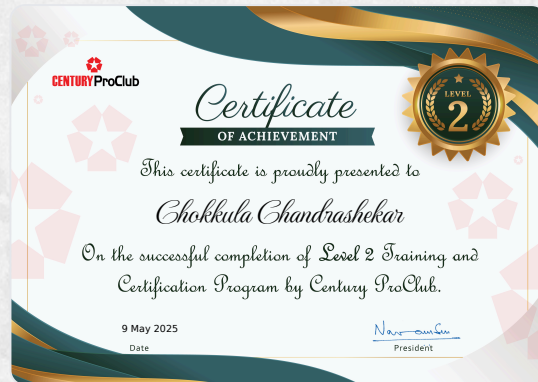 CENTURY ProClub
Certificate
OF ACHIEVEMENT
LEVEL
2
This certificate is proudly presented to
Chokkula Chandrashekar
On the successful completion of Level 2 Training and
Certification Program by Century ProClub.
9 May 2025
Date
President